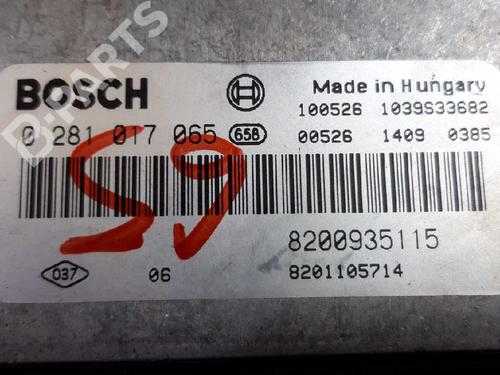 B-PARTS
BOSCH
Made in Hungary
100526 1039S33682
0 281 017 065 658 00526 1409 0385
59
8200935115
037 06 8201105714